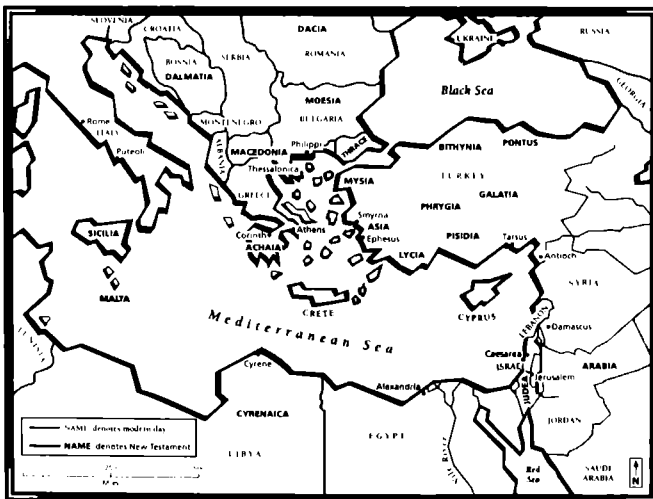 SLOVENIA
CROATIA
DACIA
UKRAINE
RUSSIA
BOSNIA
SERBIA
ROMANIA
DALMATIA
GEORGIA
Black Sea
MOESIA
MONTENEGRO
BULGARIA
Rome
ITALY
Puteoli
ALBANIA
MACEDONIA
Philippi
THRACE
BITHYNIA
PONTUS
Thessalonica
MYSIA
TURKEY
GREECE
GALATIA
PHRYGIA
SICILIA
Smyrna
ASIA
Corinth
Athens
Ephesus
PISIDIA
Tarsus
ACHAIA
LYCIA
Antioch
MALTA
SYRIA
CRETE
CYPRUS
LEBANON
Mediterranean Sea
Damascus
TUNISIA
Caesarea
ISRAEL
ARABIA
Cyrene
Jerusalem
Alaxandria
JUDEA
CYRENAICA
NAME denotes modern day
NAME denotes New Testament
EGYPT
JORDAN
LIBYA
Red
Sea
SAUDI
ARABIA
N